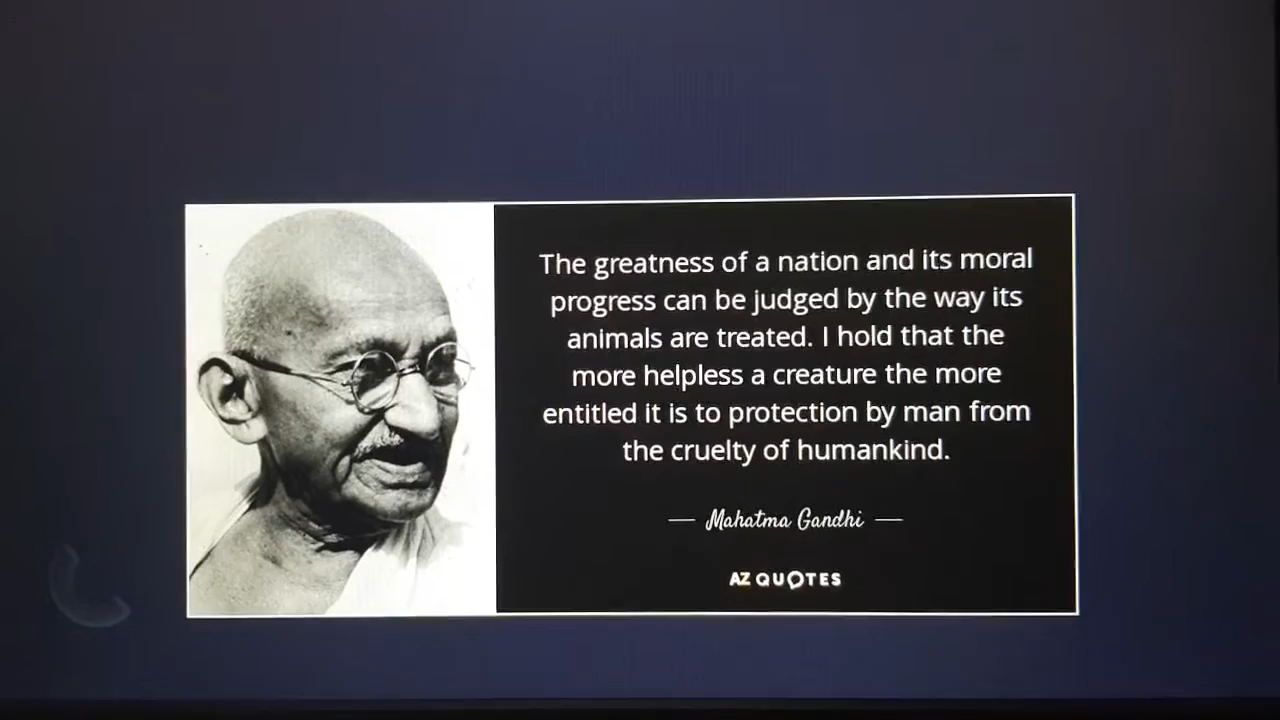 The greatness of a nation and its moral
progress can be judged by the way its
animals are treated. I hold that the
more helpless a creature the more
entitled it is to protection by man from
the cruelty of humankind.
— Mahatma Gandhi —
AZ QUOTES